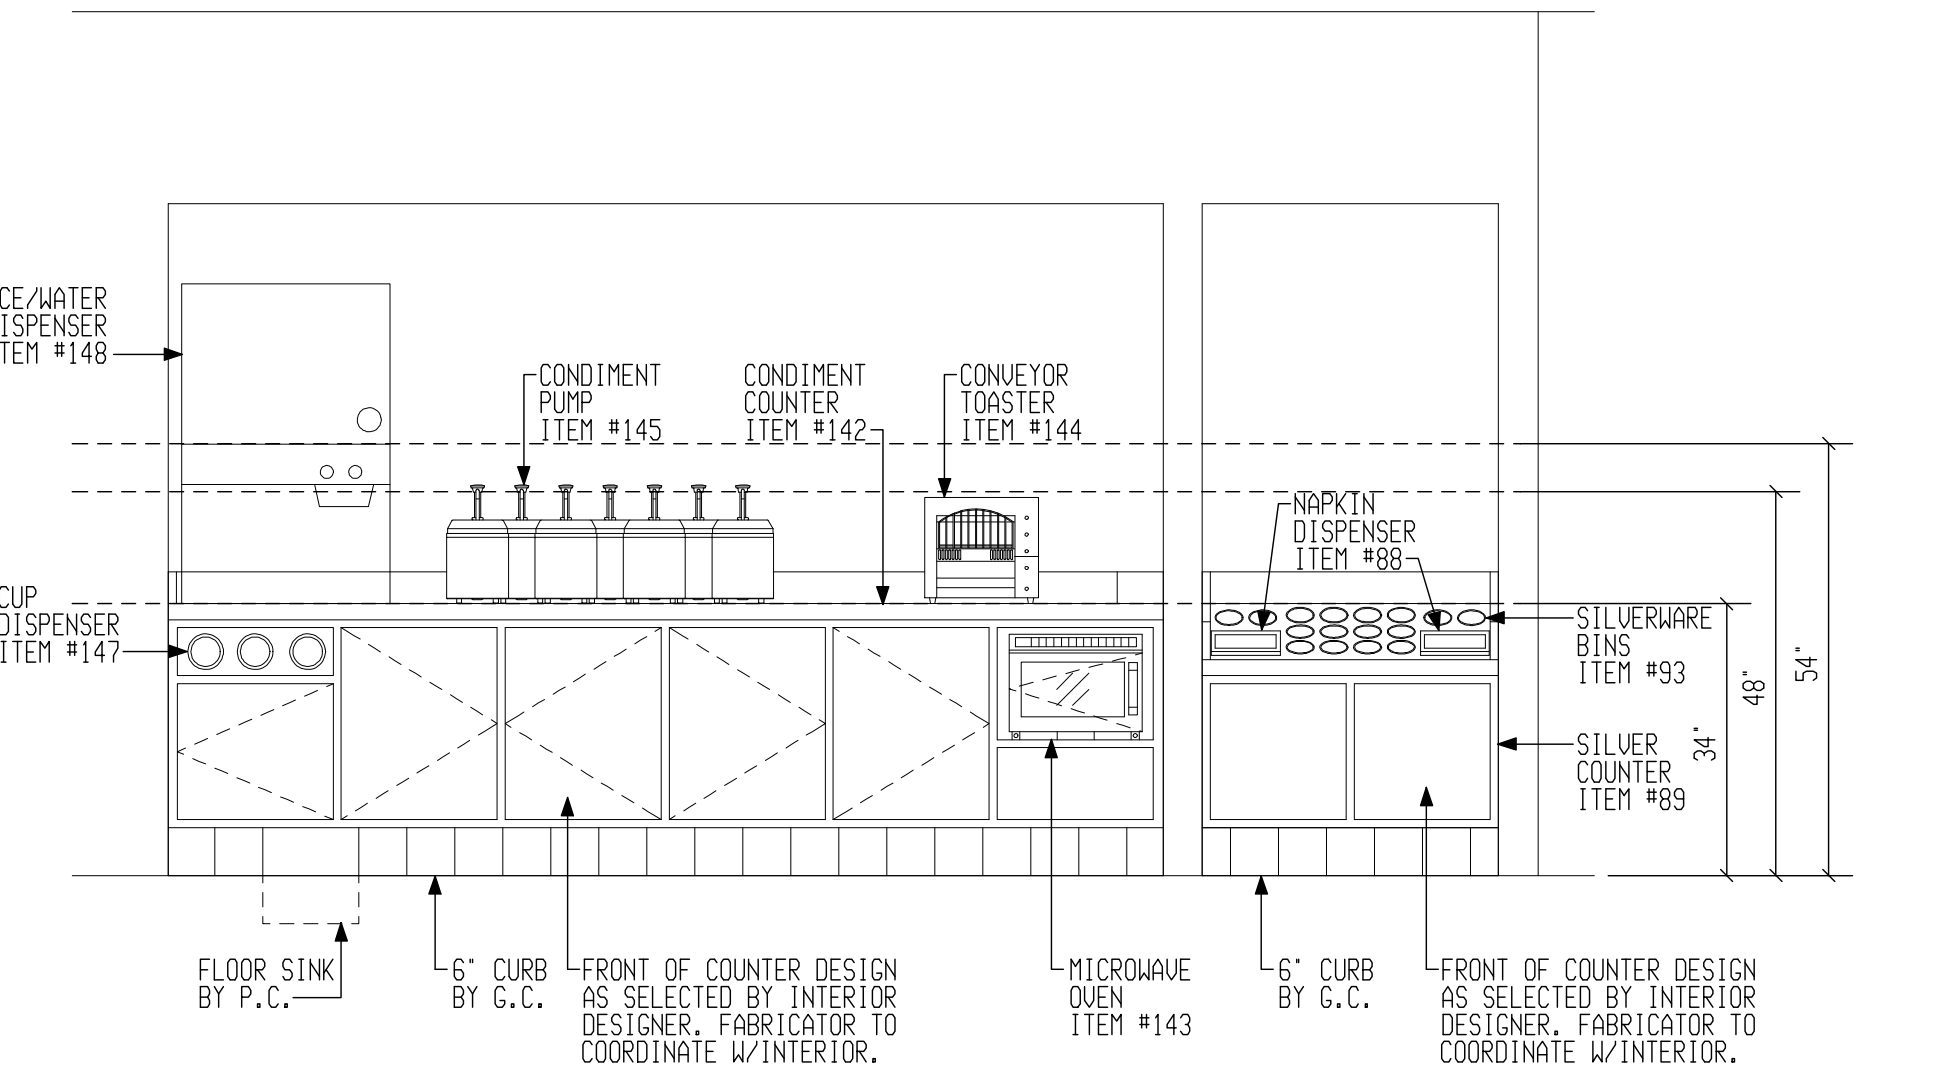 CE/WATER
ISPENSER
TEM #148
CONDIMENT
PUMP
ITEM #145
CONDIMENT
COUNTER
ITEM #142
CONVEYOR
TOASTER
ITEM #144
NAPKIN
DISPENSER
ITEM #88
CUP
DISPENSER
ITEM #147
SILVERWARE
BINS
ITEM #93
SILVER
COUNTER
ITEM #89
34"
48"
54"
FLOOR SINK
BY P.C.
6" CURB
BY G.C.
FRONT OF COUNTER DESIGN
AS SELECTED BY INTERIOR
DESIGNER. FABRICATOR TO
COORDINATE W/INTERIOR.
MICROWAVE
OVEN
ITEM #143
6" CURB
BY G.C.
FRONT OF COUNTER DESIGN
AS SELECTED BY INTERIOR
DESIGNER. FABRICATOR TO
COORDINATE W/INTERIOR.